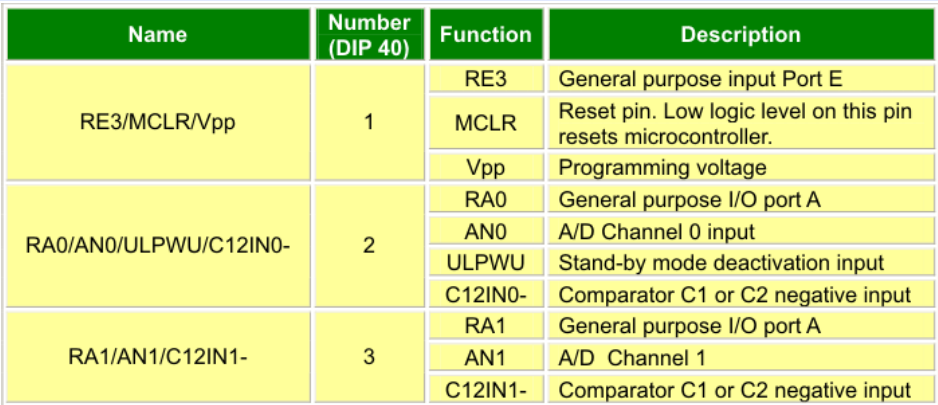 Name Number (DIP 40) Function Description
RE3/MCLR/Vpp 1 RE3 General purpose input Port E
MCLR Reset pin. Low logic level on this pin
resets microcontroller.
Vpp Programming voltage
RA0/AN0/ULPWU/C12IN0- 2 RA0 General purpose I/O port A
AN0 A/D Channel 0 input
ULPWU Stand-by mode deactivation input
C12IN0- Comparator C1 or C2 negative input
RA1/AN1/C12IN1- 3 RA1 General purpose I/O port A
AN1 A/D Channel 1
C12IN1- Comparator C1 or C2 negative input